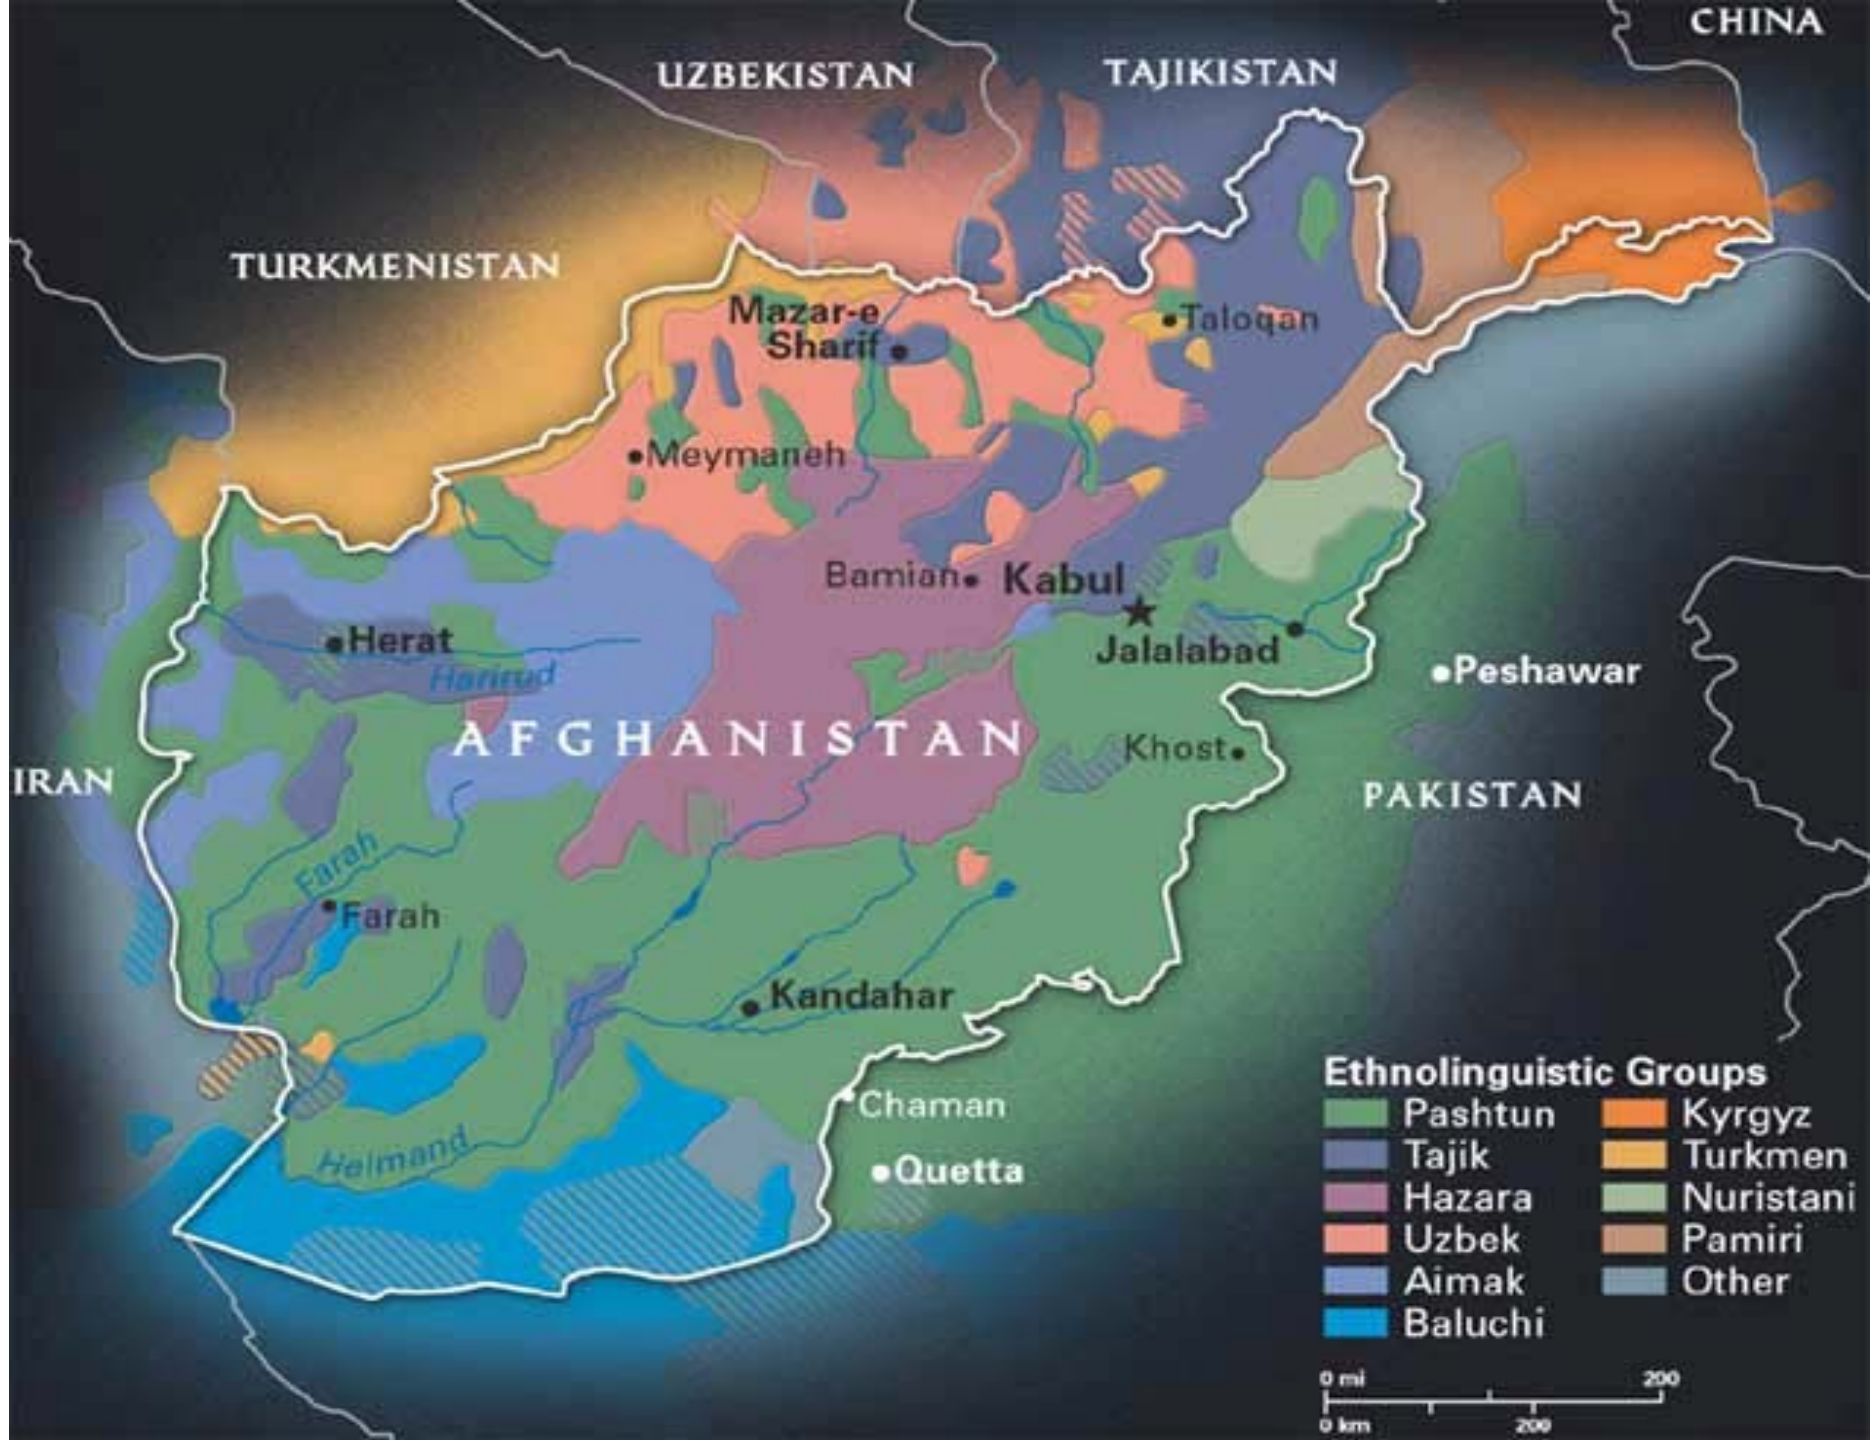 CHINA
UZBEKISTAN
TAJIKISTAN
TURKMENISTAN
Mazar-e
Sharif
Taloqan
Meymaneh
Bamian
Kabul
Herat
Harirud
Jalalabad
Peshawar
AFGHANISTAN
Khost
IRAN
PAKISTAN
Farah
Farah
Kandahar
Chaman
Helmand
Quetta
Ethnolinguistic Groups
Pashtun
Tajik
Hazara
Uzbek
Aimak
Baluchi
Kyrgyz
Turkmen
Nuristani
Pamiri
Other
0 mi 200
0 km 200